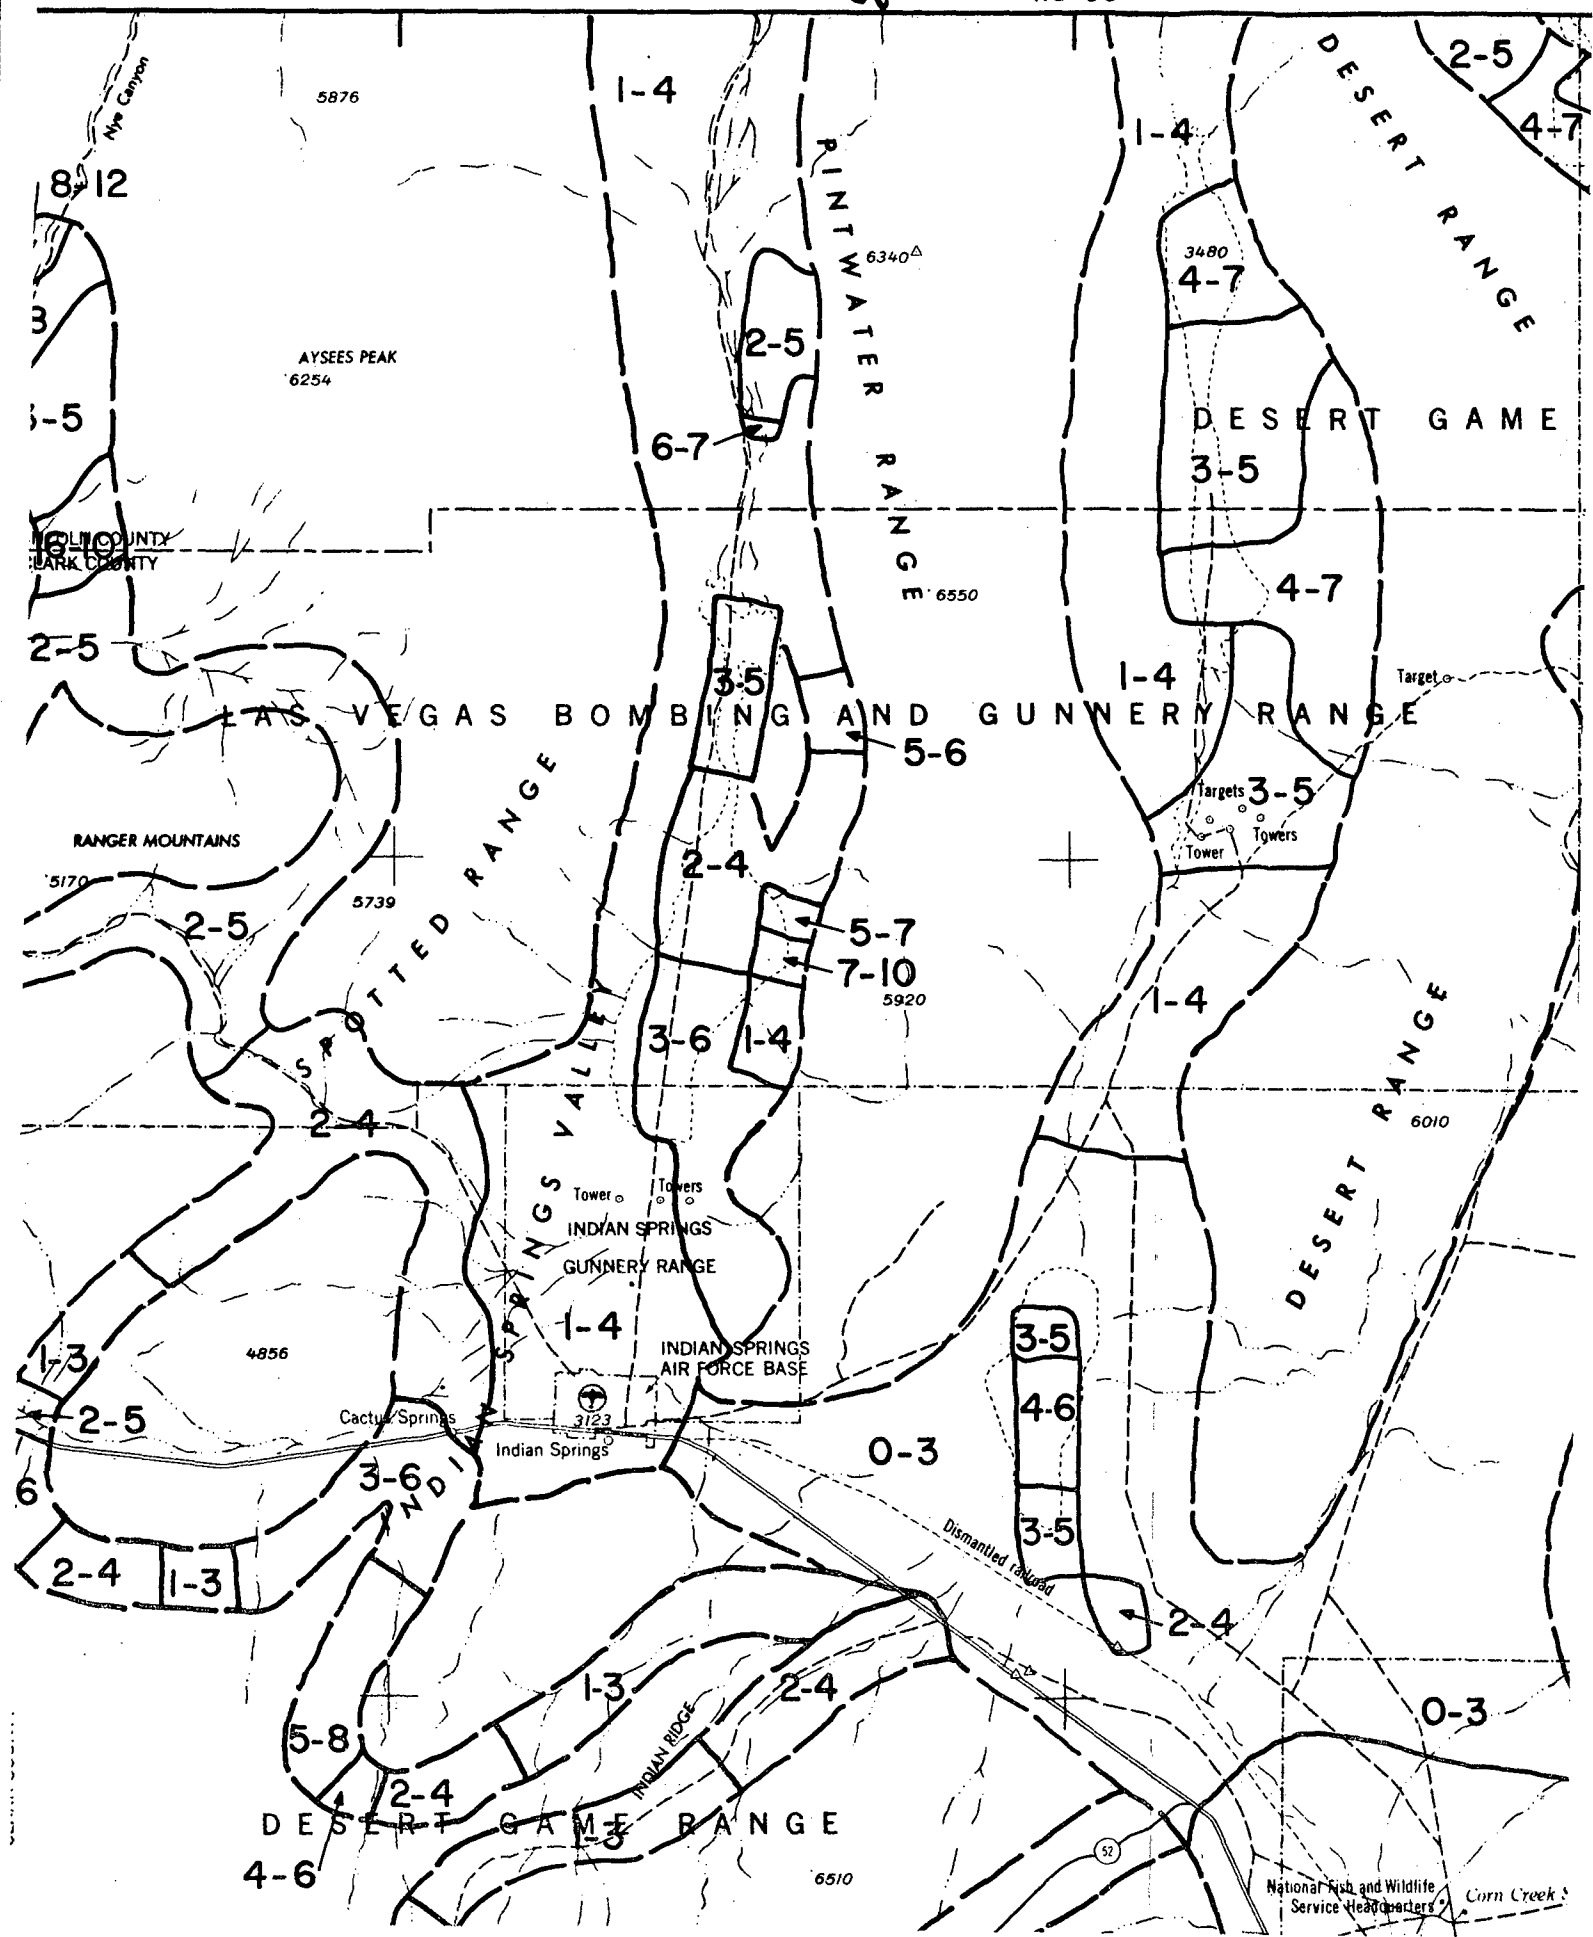 Nye Canyon
5876
1-4
1-4
DESERT RANGE
2-5
4-7
8-12
PINTWATER RANGE
6340
3480
4-7
AYSEES PEAK
6254
2-5
6-7
DESERT GAME
3-5
-5
COUNTY
6-10
COUNTY
6550
4-7
2-5
3-5
1-4
Target
LAS VEGAS BOMBING AND GUNNERY RANGE
5-6
Targets
3-5
Towers
Tower
RANGER MOUNTAINS
5170
5739
SPOTTED RANGE
2-4
2-5
5-7
7-10
5920
1-4
3-6
1-4
DESERT RANGE
6010
2-4
INDIAN SPRINGS VALLEY
Tower
Towers
INDIAN SPRINGS
GUNNERY RANGE
1-4
INDIAN SPRINGS
AIR FORCE BASE
3-5
1-3
4856
2-5
Cactus Springs
3123
Indian Springs
4-6
0-3
3-6
6
3-5
Dismantled railroad
2-4
1-3
2-4
1-3
2-4
INDIAN RIDGE
5-8
2-4
0-3
DESERT GAME RANGE
1-3
4-6
6510
52
National Fish and Wildlife
Service Headquarters
Corn Creek